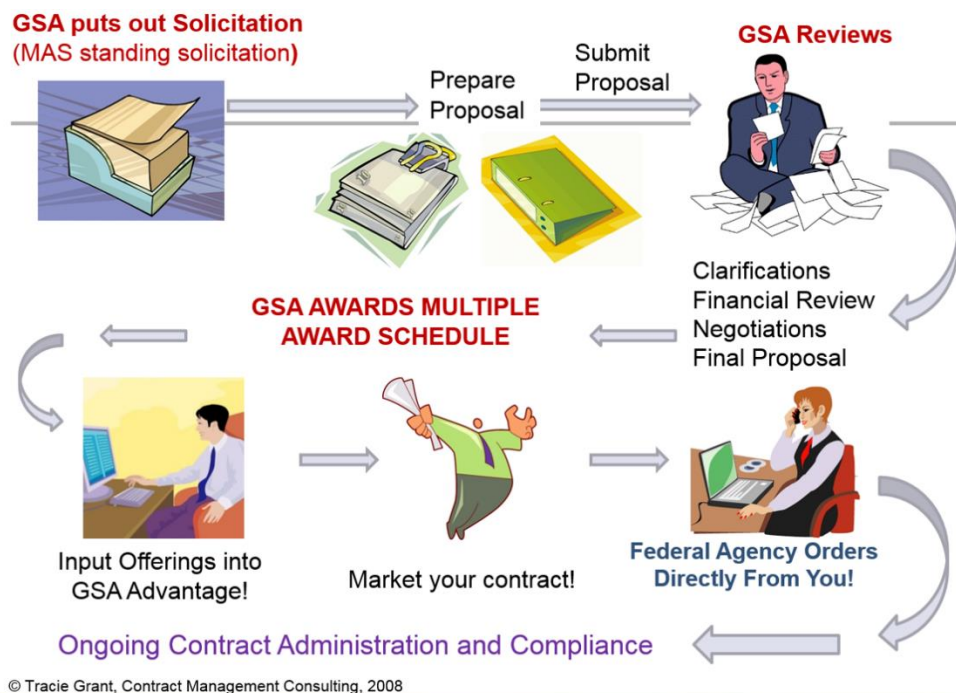 GSA puts out Solicitation
(MAS standing solicitation)
Prepare
Proposal
Submit
Proposal
GSA Reviews
Clarifications
Financial Review
Negotiations
Final Proposal
GSA AWARDS MULTIPLE
AWARD SCHEDULE
Input Offerings into
GSA Advantage!
Market your contract!
Federal Agency Orders
Directly From You!
Ongoing Contract Administration and Compliance
© Tracie Grant, Contract Management Consulting, 2008